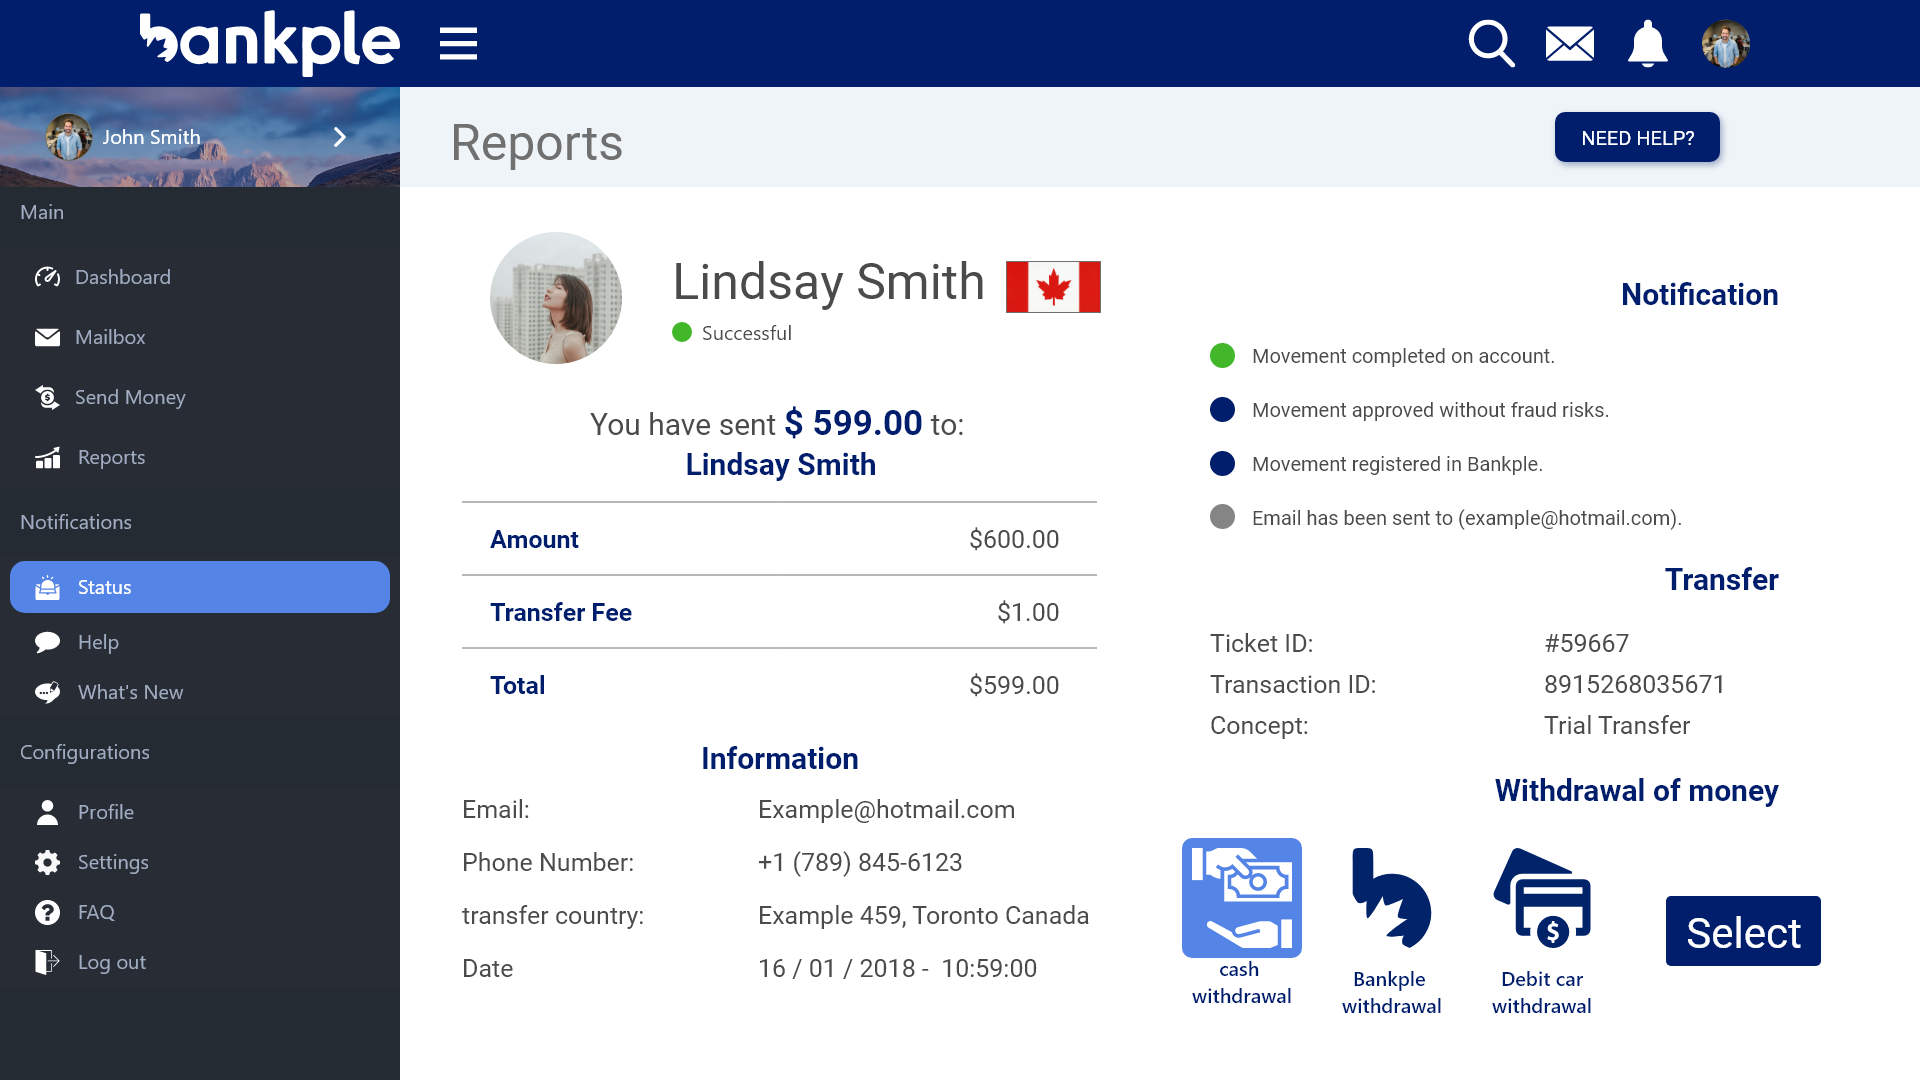 bankple
John Smith
Main
Dashboard
Mailbox
Send Money
Reports
Notifications
Status
Help
What's New
Configurations
Profile
Settings
FAQ
Log out
Reports
NEED HELP?
Lindsay Smith
Successful
You have sent $ 599.00 to:
Lindsay Smith
Amount $600.00
Transfer Fee $1.00
Total $599.00
Information
Email: Example@hotmail.com
Phone Number: +1 (789) 845-6123
transfer country: Example 459, Toronto Canada
Date 16 / 01 / 2018 - 10:59:00
Notification
Movement completed on account.
Movement approved without fraud risks.
Movement registered in Bankple.
Email has been sent to (example@hotmail.com).
Transfer
Ticket ID: #59667
Transaction ID: 8915268035671
Concept: Trial Transfer
Withdrawal of money
cash
withdrawal
Bankple
withdrawal
Debit car
withdrawal
Select